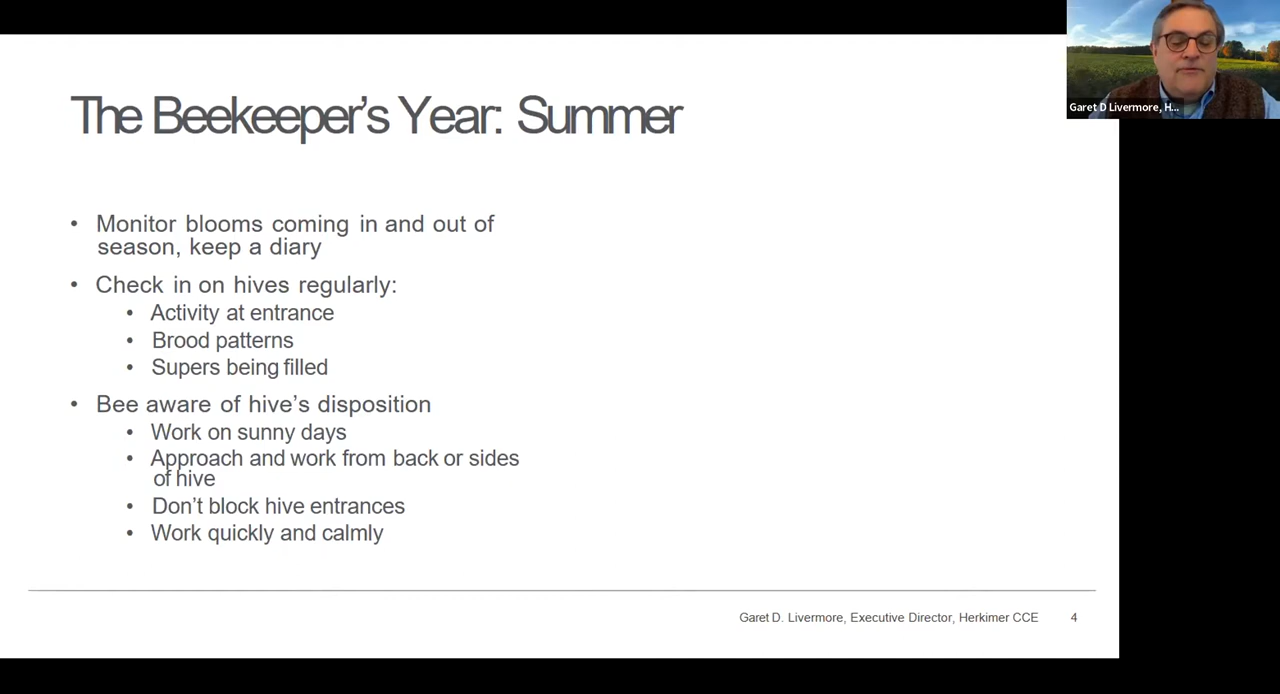 The Beekeeper's Year: Summer
• Monitor blooms coming in and out of
season, keep a diary
• Check in on hives regularly:
• Activity at entrance
• Brood patterns
• Supers being filled
• Bee aware of hive's disposition
• Work on sunny days
• Approach and work from back or sides
of hive
• Don't block hive entrances
• Work quickly and calmly
Garet D. Livermore, Executive Director, Herkimer CCE 4
Garet D Livermore, H...